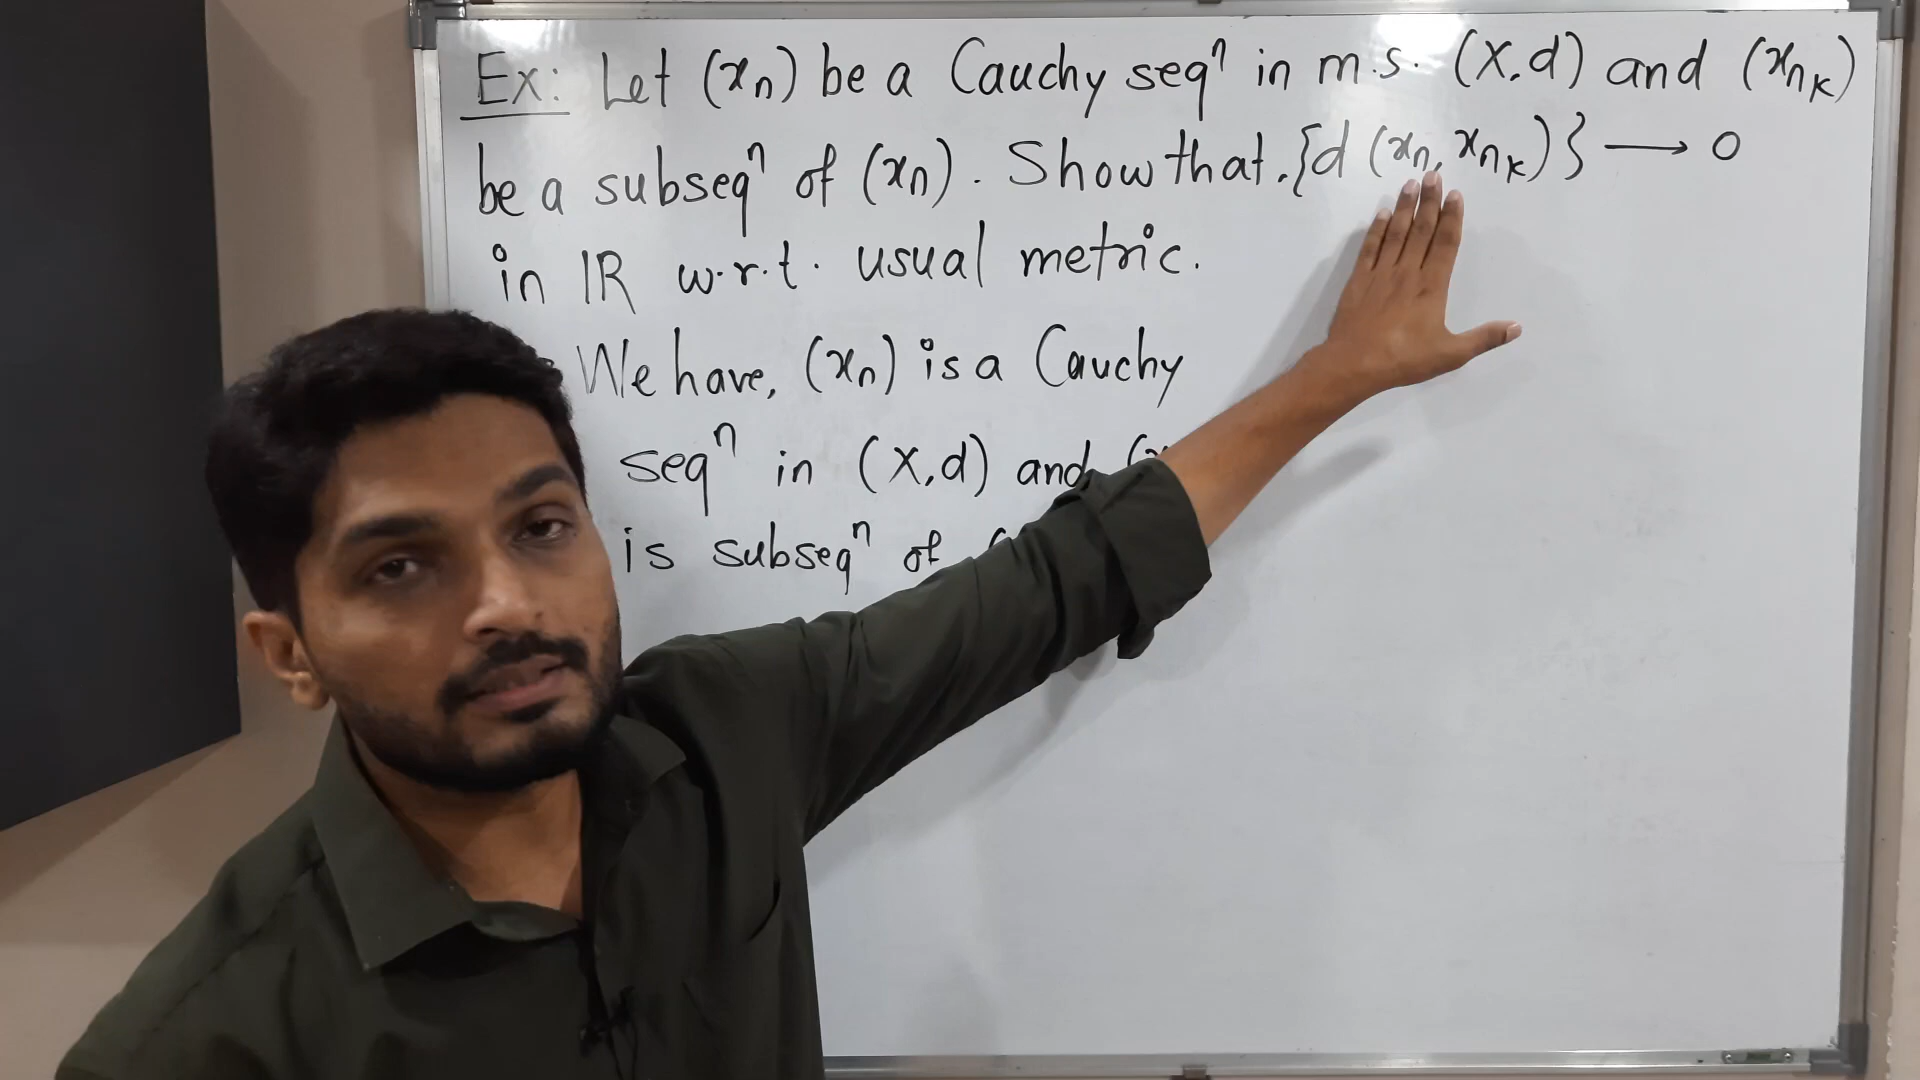 Ex: Let (xn) be a Cauchy seqⁿ in m.s. (X,d) and (xnₖ)
be a subseqⁿ of (xn). Show that {d(xn, xnₖ)} → 0
in IR w.r.t. usual metric.
We have, (xn) is a Cauchy
seqⁿ in (X,d) and
is subseqⁿ of